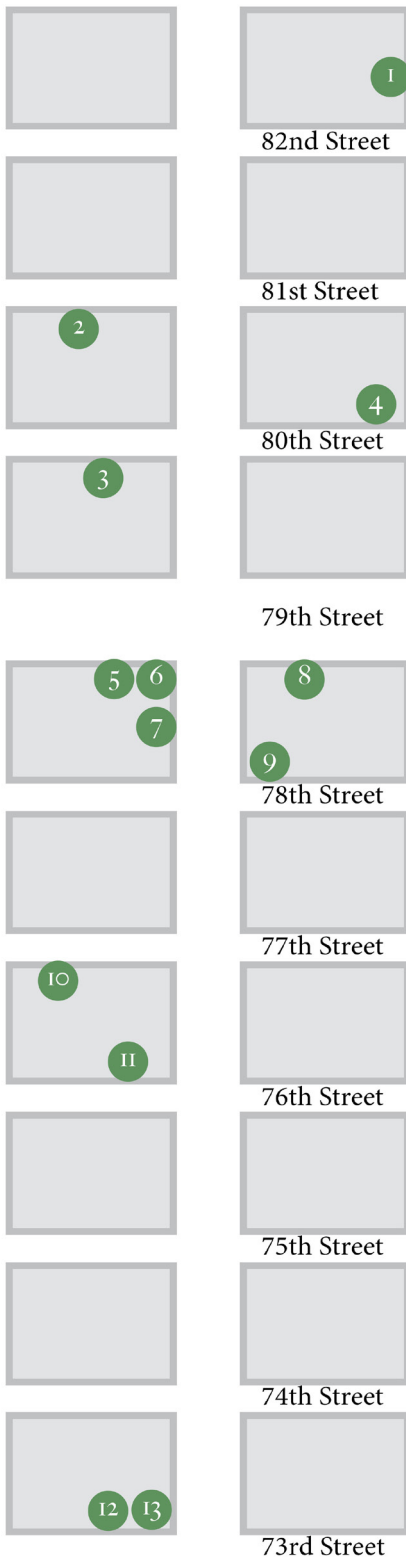 1
82nd Street
81st Street
2
4
80th Street
3
79th Street
5 6 8
7
9
78th Street
77th Street
10
11
76th Street
75th Street
74th Street
12 13
73rd Street